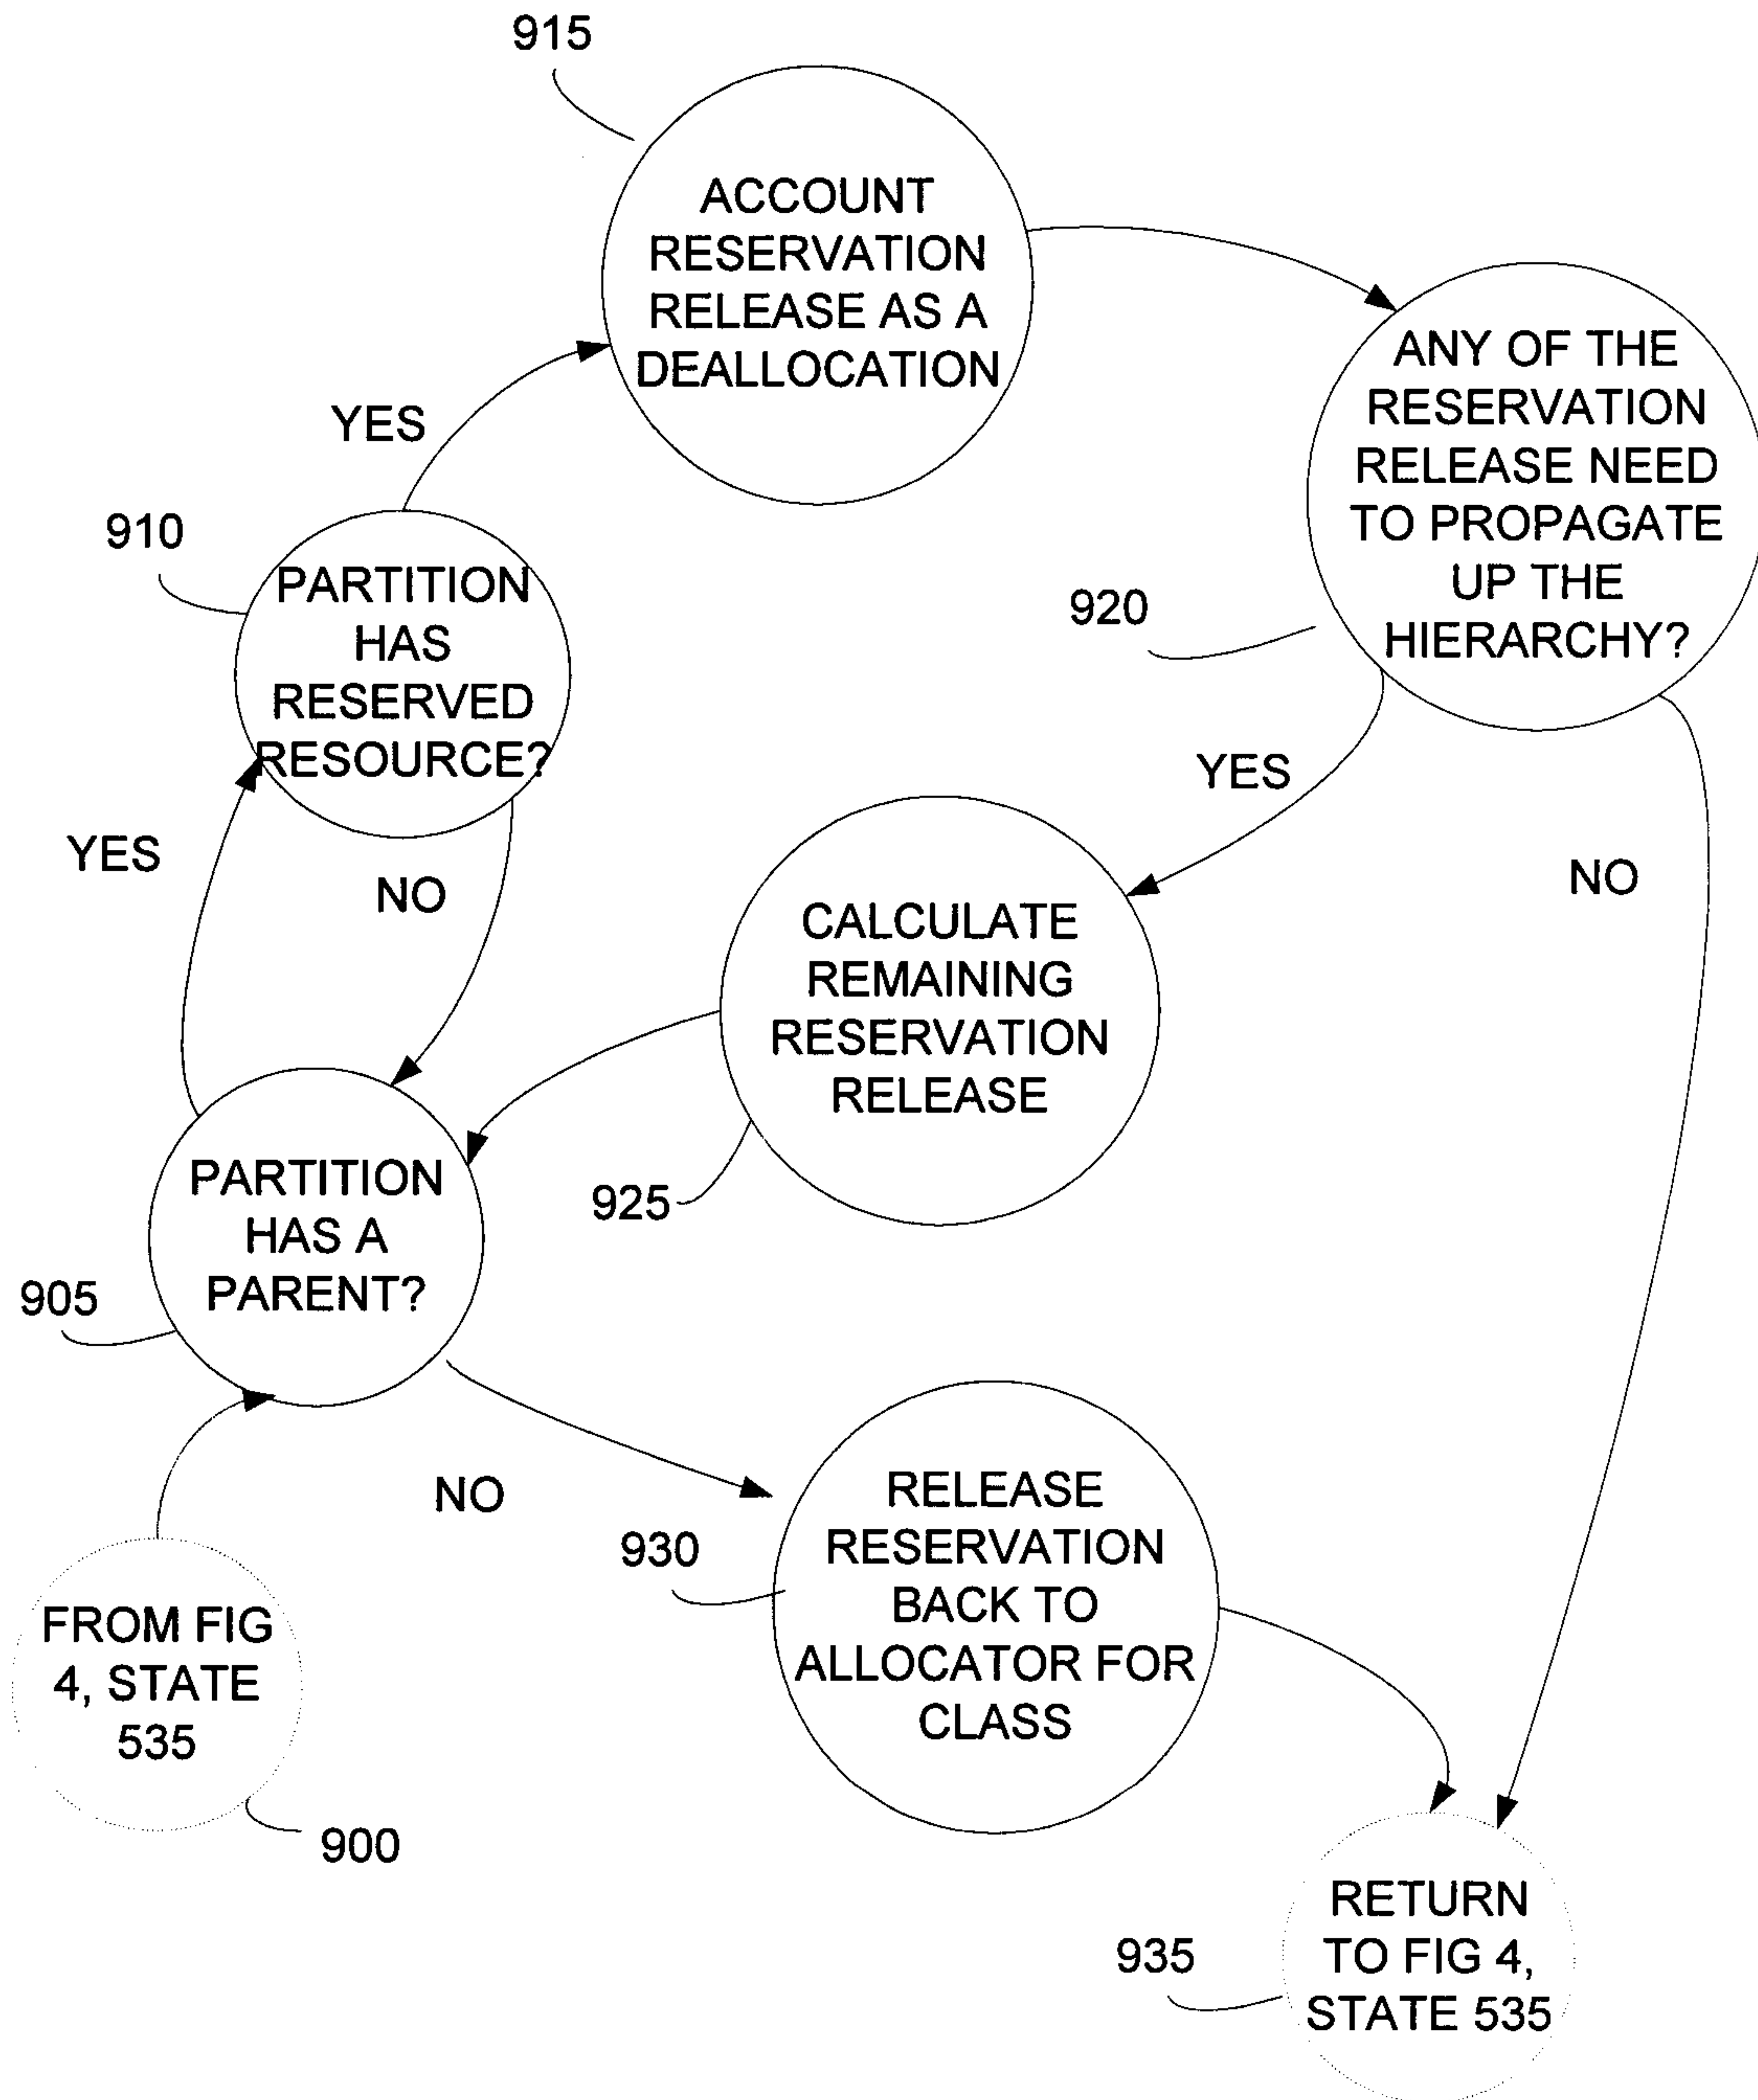 915
ACCOUNT
RESERVATION
RELEASE AS A
DEALLOCATION
ANY OF THE
RESERVATION
RELEASE NEED
TO PROPAGATE
UP THE
HIERARCHY?
YES
910
PARTITION
HAS
RESERVED
RESOURCE?
920
YES
NO
YES
NO
CALCULATE
REMAINING
RESERVATION
RELEASE
925
PARTITION
HAS A
PARENT?
905
NO
RELEASE
RESERVATION
BACK TO
ALLOCATOR FOR
CLASS
930
FROM FIG
4, STATE
535
900
RETURN
TO FIG 4,
STATE 535
935